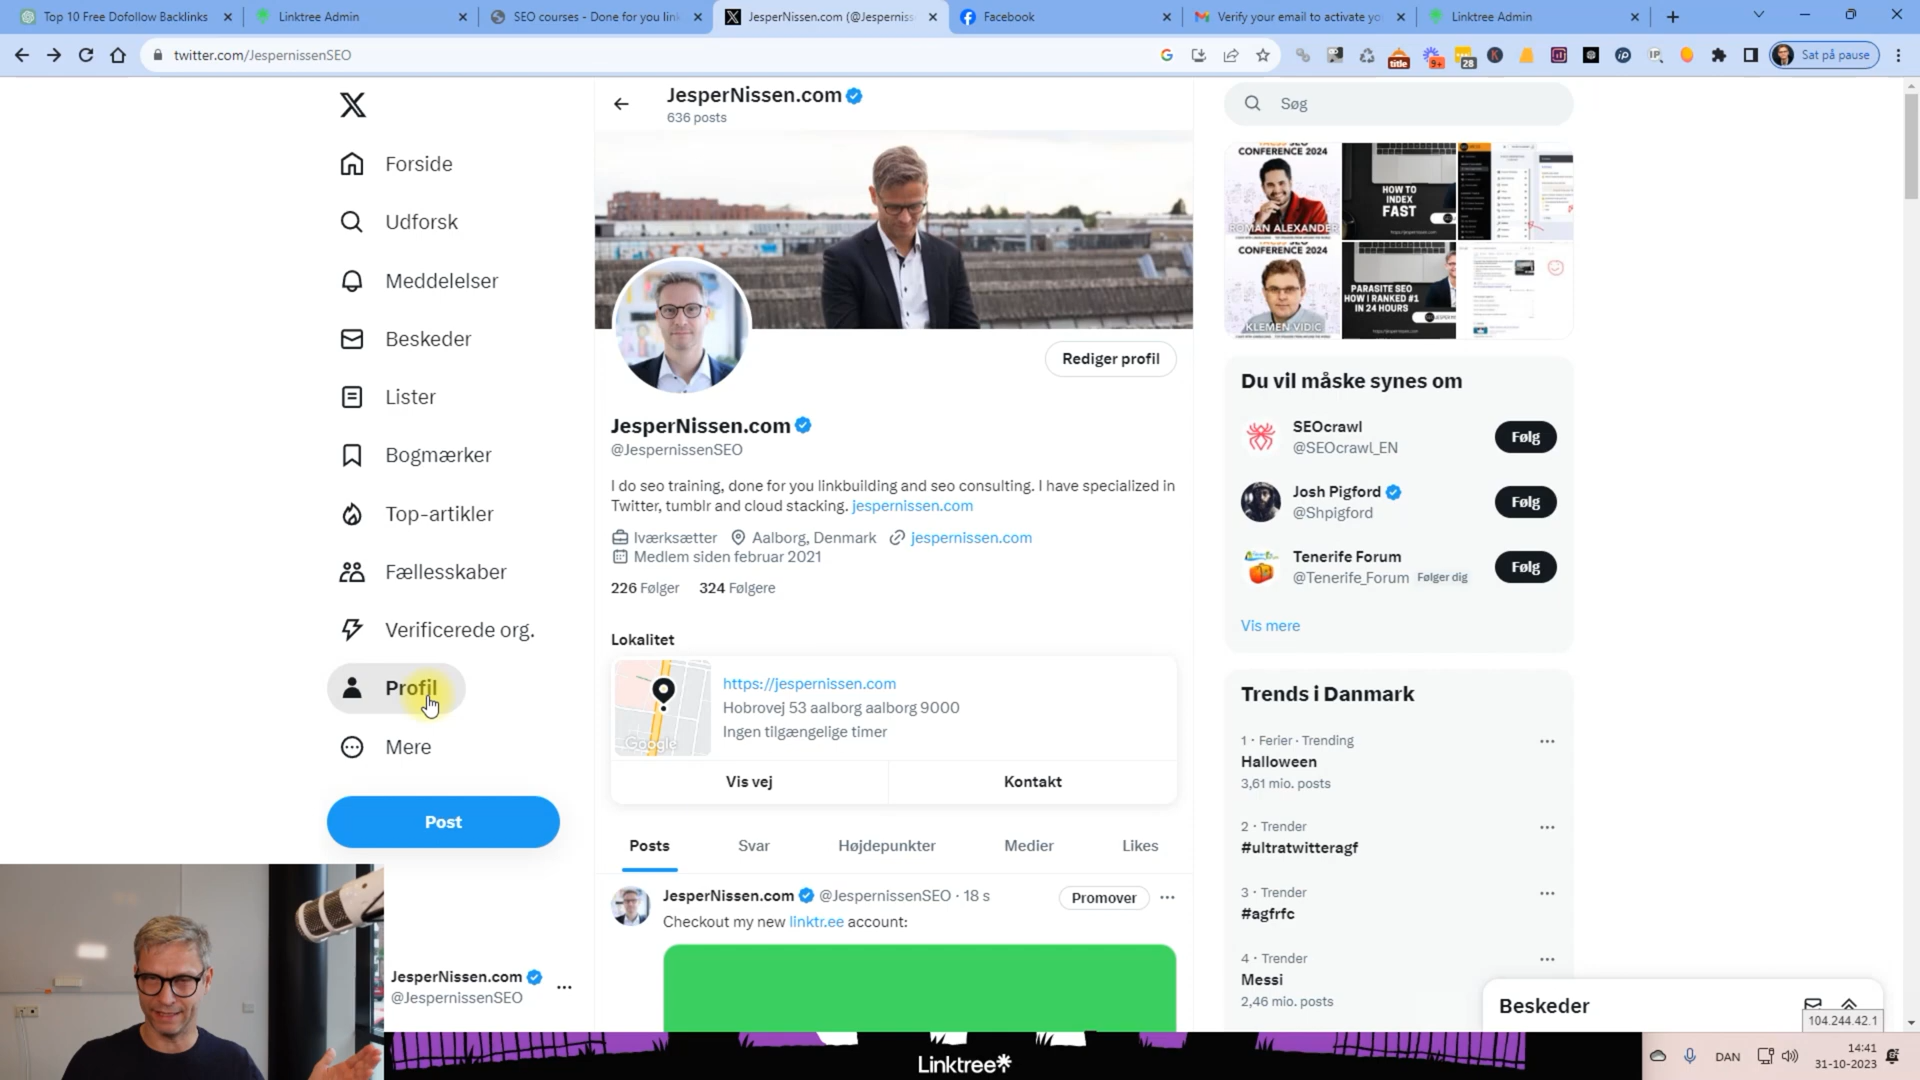 Top 10 Free Dofollow Backlinks
Linktree Admin
SEO courses - Done for you lin
JesperNissen.com (@Jesperniss
Facebook
Verify your email to activate yo
Linktree Admin
twitter.com/JespernissenSEO
title
9+
28
Sat på pause
JesperNissen.com
636 posts
Søg
Forside
Udforsk
Meddelelser
Beskeder
Lister
Bogmærker
Top-artikler
Fællesskaber
Verificerede org.
Profil
Mere
Post
JesperNissen.com
@JespernissenSEO
Rediger profil
JesperNissen.com
@JespernissenSEO
I do seo training, done for you linkbuilding and seo consulting. I have specialized in
Twitter, tumblr and cloud stacking. jespernissen.com
Iværksætter Aalborg, Denmark jespernissen.com
Medlem siden februar 2021
226 Følger 324 Følgere
Lokalitet
Google
https://jespernissen.com
Hobrovej 53 aalborg aalborg 9000
Ingen tilgængelige timer
Vis vej
Kontakt
Posts
Svar
Højdepunkter
Medier
Likes
JesperNissen.com @JespernissenSEO · 18 s
Promover
Checkout my new linktr.ee account:
CONFERENCE 2024
ROMAN ALEXANDER
HOW TO
INDEX
FAST
CONFERENCE 2024
KLEMEN VIDIC
PARASITE SEO
HOW I RANKED #1
IN 24 HOURS
Du vil måske synes om
SEOcrawl
@SEOcrawl_EN
Følg
Josh Pigford
@Shpigford
Følg
Tenerife Forum
@Tenerife_Forum Følger dig
Følg
Vis mere
Trends i Danmark
1 · Ferier · Trending
Halloween
3,61 mio. posts
2 · Trender
#ultratwitteragf
3 · Trender
#agfrfc
4 · Trender
Messi
2,46 mio. posts
Beskeder
104.244.42.1
Linktree*
DAN
14:41
31-10-2023